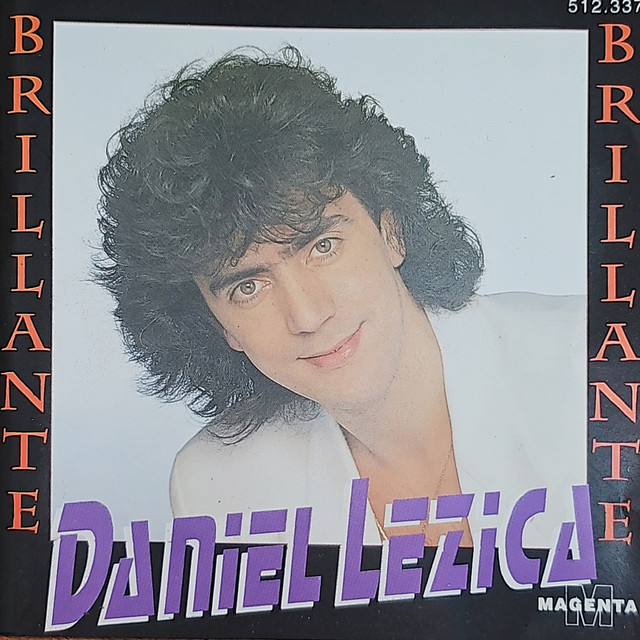 512.337
BRILLANTE
BRILLANTE
DANIEL LEZICA
M
MAGENTA